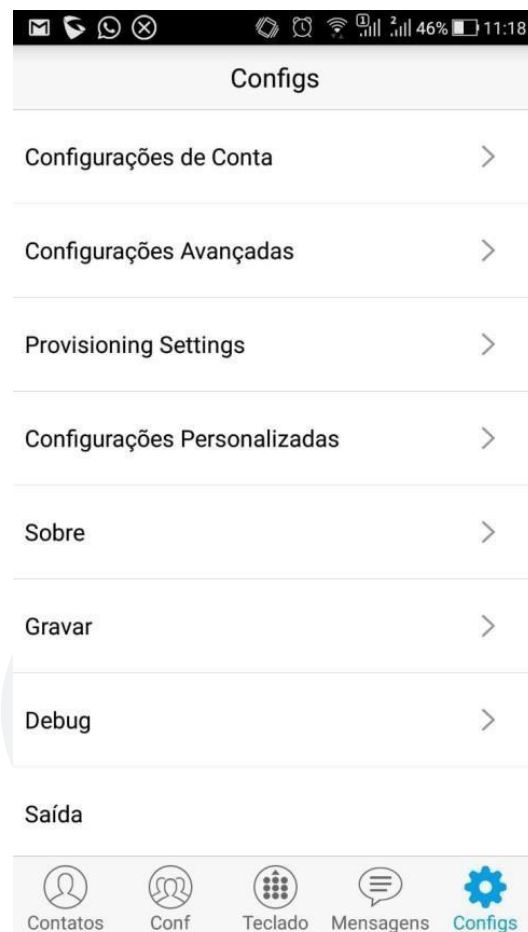 46% 11:18
Configs
Configurações de Conta
Configurações Avançadas
Provisioning Settings
Configurações Personalizadas
Sobre
Gravar
Debug
Saída
Contatos Conf Teclado Mensagens Configs